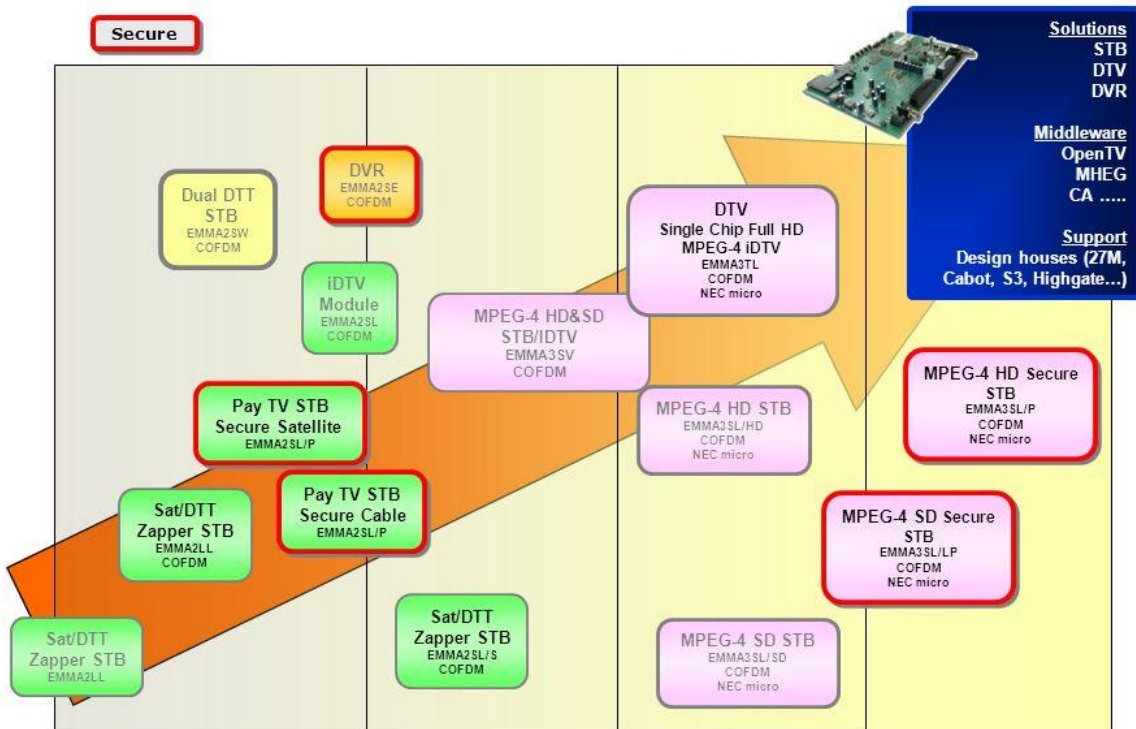 Secure
Solutions
STB
DTV
DVR
Middleware
OpenTV
MHEG
CA .....
Support
Design houses (27M,
Cabot, S3, Highgate...)
Dual DTT
STB
EMMA2SW
COFDM
DVR
EMMA2SE
COFDM
iDTV
Module
EMMA2SL
COFDM
DTV
Single Chip Full HD
MPEG-4 iDTV
EMMA3TL
COFDM
NEC micro
MPEG-4 HD&SD
STB/IDTV
EMMA3SV
COFDM
Pay TV STB
Secure Satellite
EMMA2SL/P
MPEG-4 HD STB
EMMA3SL/HD
COFDM
NEC micro
MPEG-4 HD Secure
STB
EMMA3SL/P
COFDM
NEC micro
Pay TV STB
Secure Cable
EMMA2SL/P
Sat/DTT
Zapper STB
EMMA2LL
COFDM
MPEG-4 SD Secure
STB
EMMA3SL/LP
COFDM
NEC micro
Sat/DTT
Zapper STB
EMMA2LL
Sat/DTT
Zapper STB
EMMA2SL/S
COFDM
MPEG-4 SD STB
EMMA3SL/SD
COFDM
NEC micro